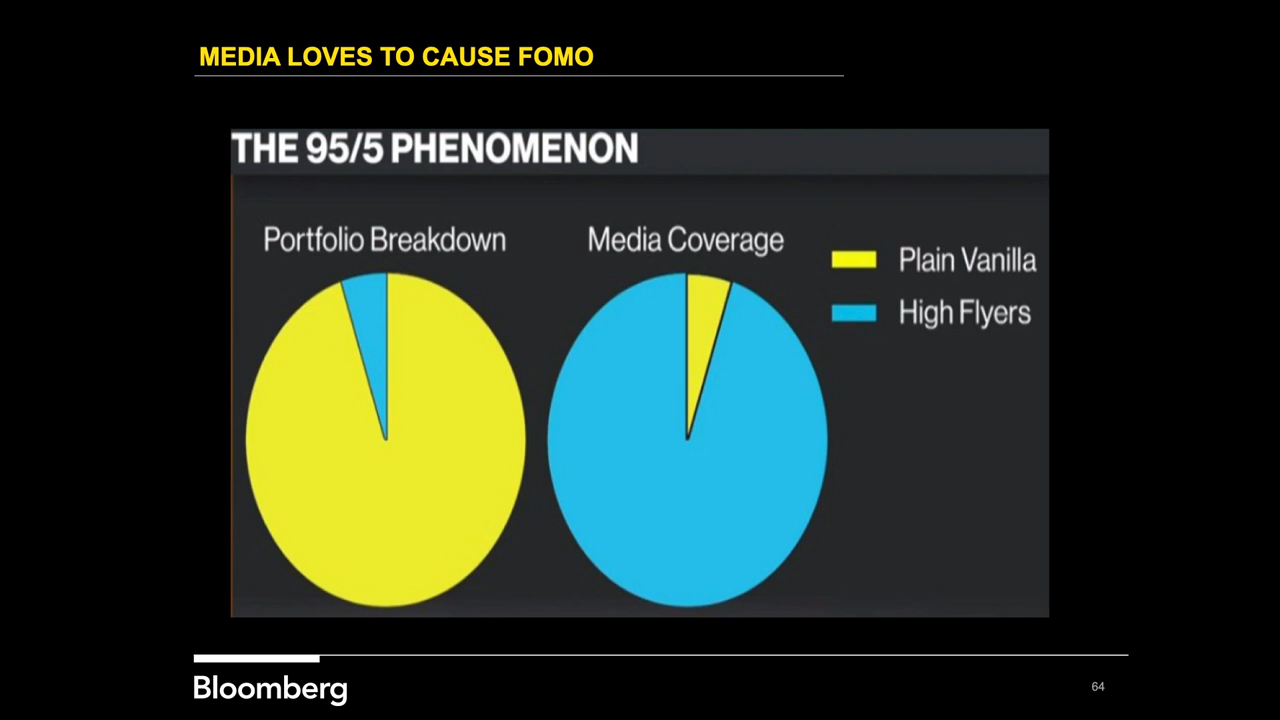 MEDIA LOVES TO CAUSE FOMO
THE 95/5 PHENOMENON
Portfolio Breakdown
Media Coverage
Plain Vanilla
High Flyers
Bloomberg
64